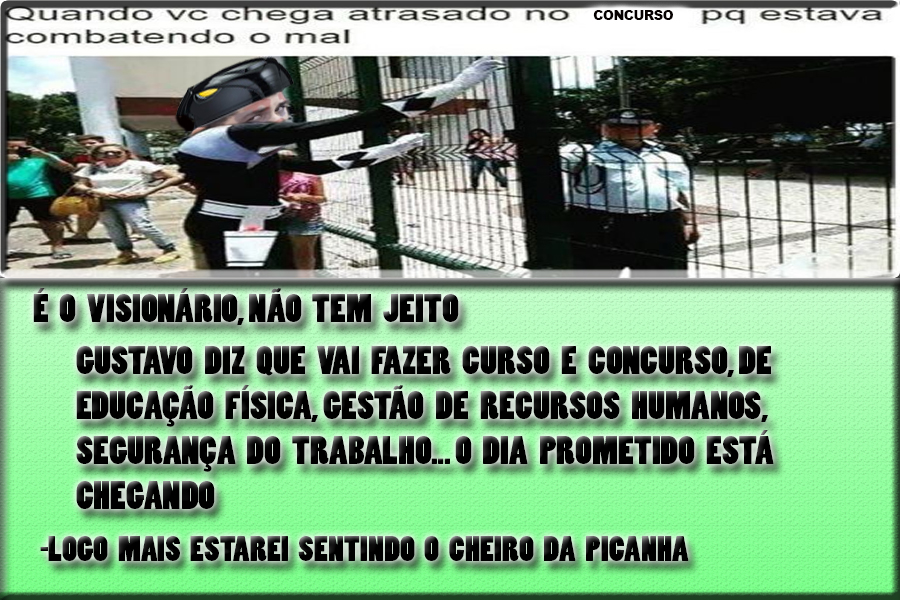 Quando vc chega atrasado no CONCURSO pq estava
combatendo o mal
É O VISIONÁRIO, NÃO TEM JEITO
GUSTAVO DIZ QUE VAI FAZER CURSO E CONCURSO, DE
EDUCAÇÃO FÍSICA, GESTÃO DE RECURSOS HUMANOS,
SEGURANÇA DO TRABALHO... O DIA PROMETIDO ESTÁ
CHEGANDO
-LOGO MAIS ESTAREI SENTINDO O CHEIRO DA PICANHA